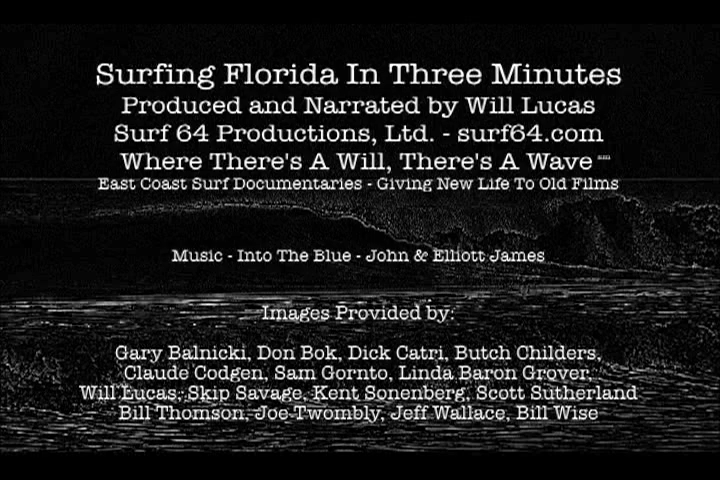 Surfing Florida In Three Minutes
Produced and Narrated by Will Lucas
Surf 64 Productions, Ltd. - surf64.com
Where There's A Will, There's A Wave
East Coast Surf Documentaries - Giving New Life To Old Films
Music - Into The Blue - John & Elliott James
Images Provided by:
Gary Balnicki, Don Bok, Dick Catri, Butch Childers,
Claude Codgen, Sam Gornto, Linda Baron Grover,
Will Lucas, Skip Savage, Kent Sonenberg, Scott Sutherland
Bill Thomson, Joe Twombly, Jeff Wallace, Bill Wise